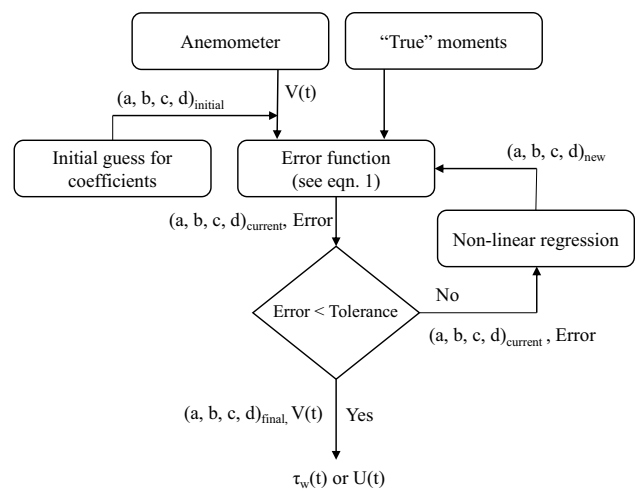 Anemometer
“True” moments
V(t)
(a, b, c, d)initial
Initial guess for
coefficients
Error function
(see eqn. 1)
(a, b, c, d)new
(a, b, c, d)current, Error
Non-linear regression
Error < Tolerance
No
(a, b, c, d)current , Error
(a, b, c, d)final, V(t)
Yes
τw(t) or U(t)